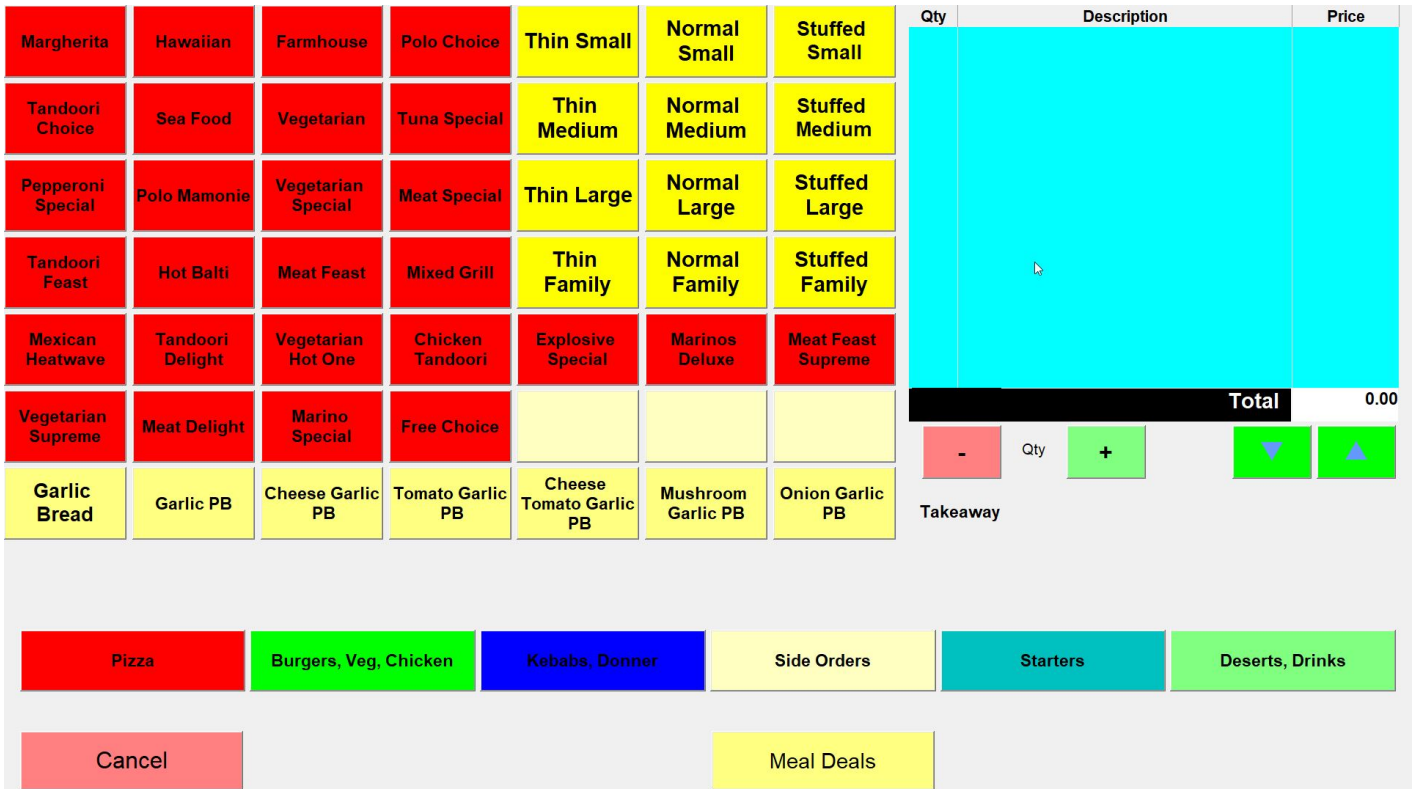 Margherita
Hawaiian
Farmhouse
Polo Choice
Thin Small
Normal
Small
Stuffed
Small
Tandoori
Choice
Sea Food
Vegetarian
Tuna Special
Thin
Medium
Normal
Medium
Stuffed
Medium
Pepperoni
Special
Polo Mamonie
Vegetarian
Special
Meat Special
Thin Large
Normal
Large
Stuffed
Large
Tandoori
Feast
Hot Balti
Meat Feast
Mixed Grill
Thin
Family
Normal
Family
Stuffed
Family
Mexican
Heatwave
Tandoori
Delight
Vegetarian
Hot One
Chicken
Tandoori
Explosive
Special
Marinos
Deluxe
Meat Feast
Supreme
Vegetarian
Supreme
Meat Delight
Marino
Special
Free Choice
Garlic
Bread
Garlic PB
Cheese Garlic
PB
Tomato Garlic
PB
Cheese
Tomato Garlic
PB
Mushroom
Garlic PB
Onion Garlic
PB
Qty Description Price
Total 0.00
- Qty +
Takeaway
Pizza
Burgers, Veg, Chicken
Kebabs, Donner
Side Orders
Starters
Deserts, Drinks
Cancel
Meal Deals